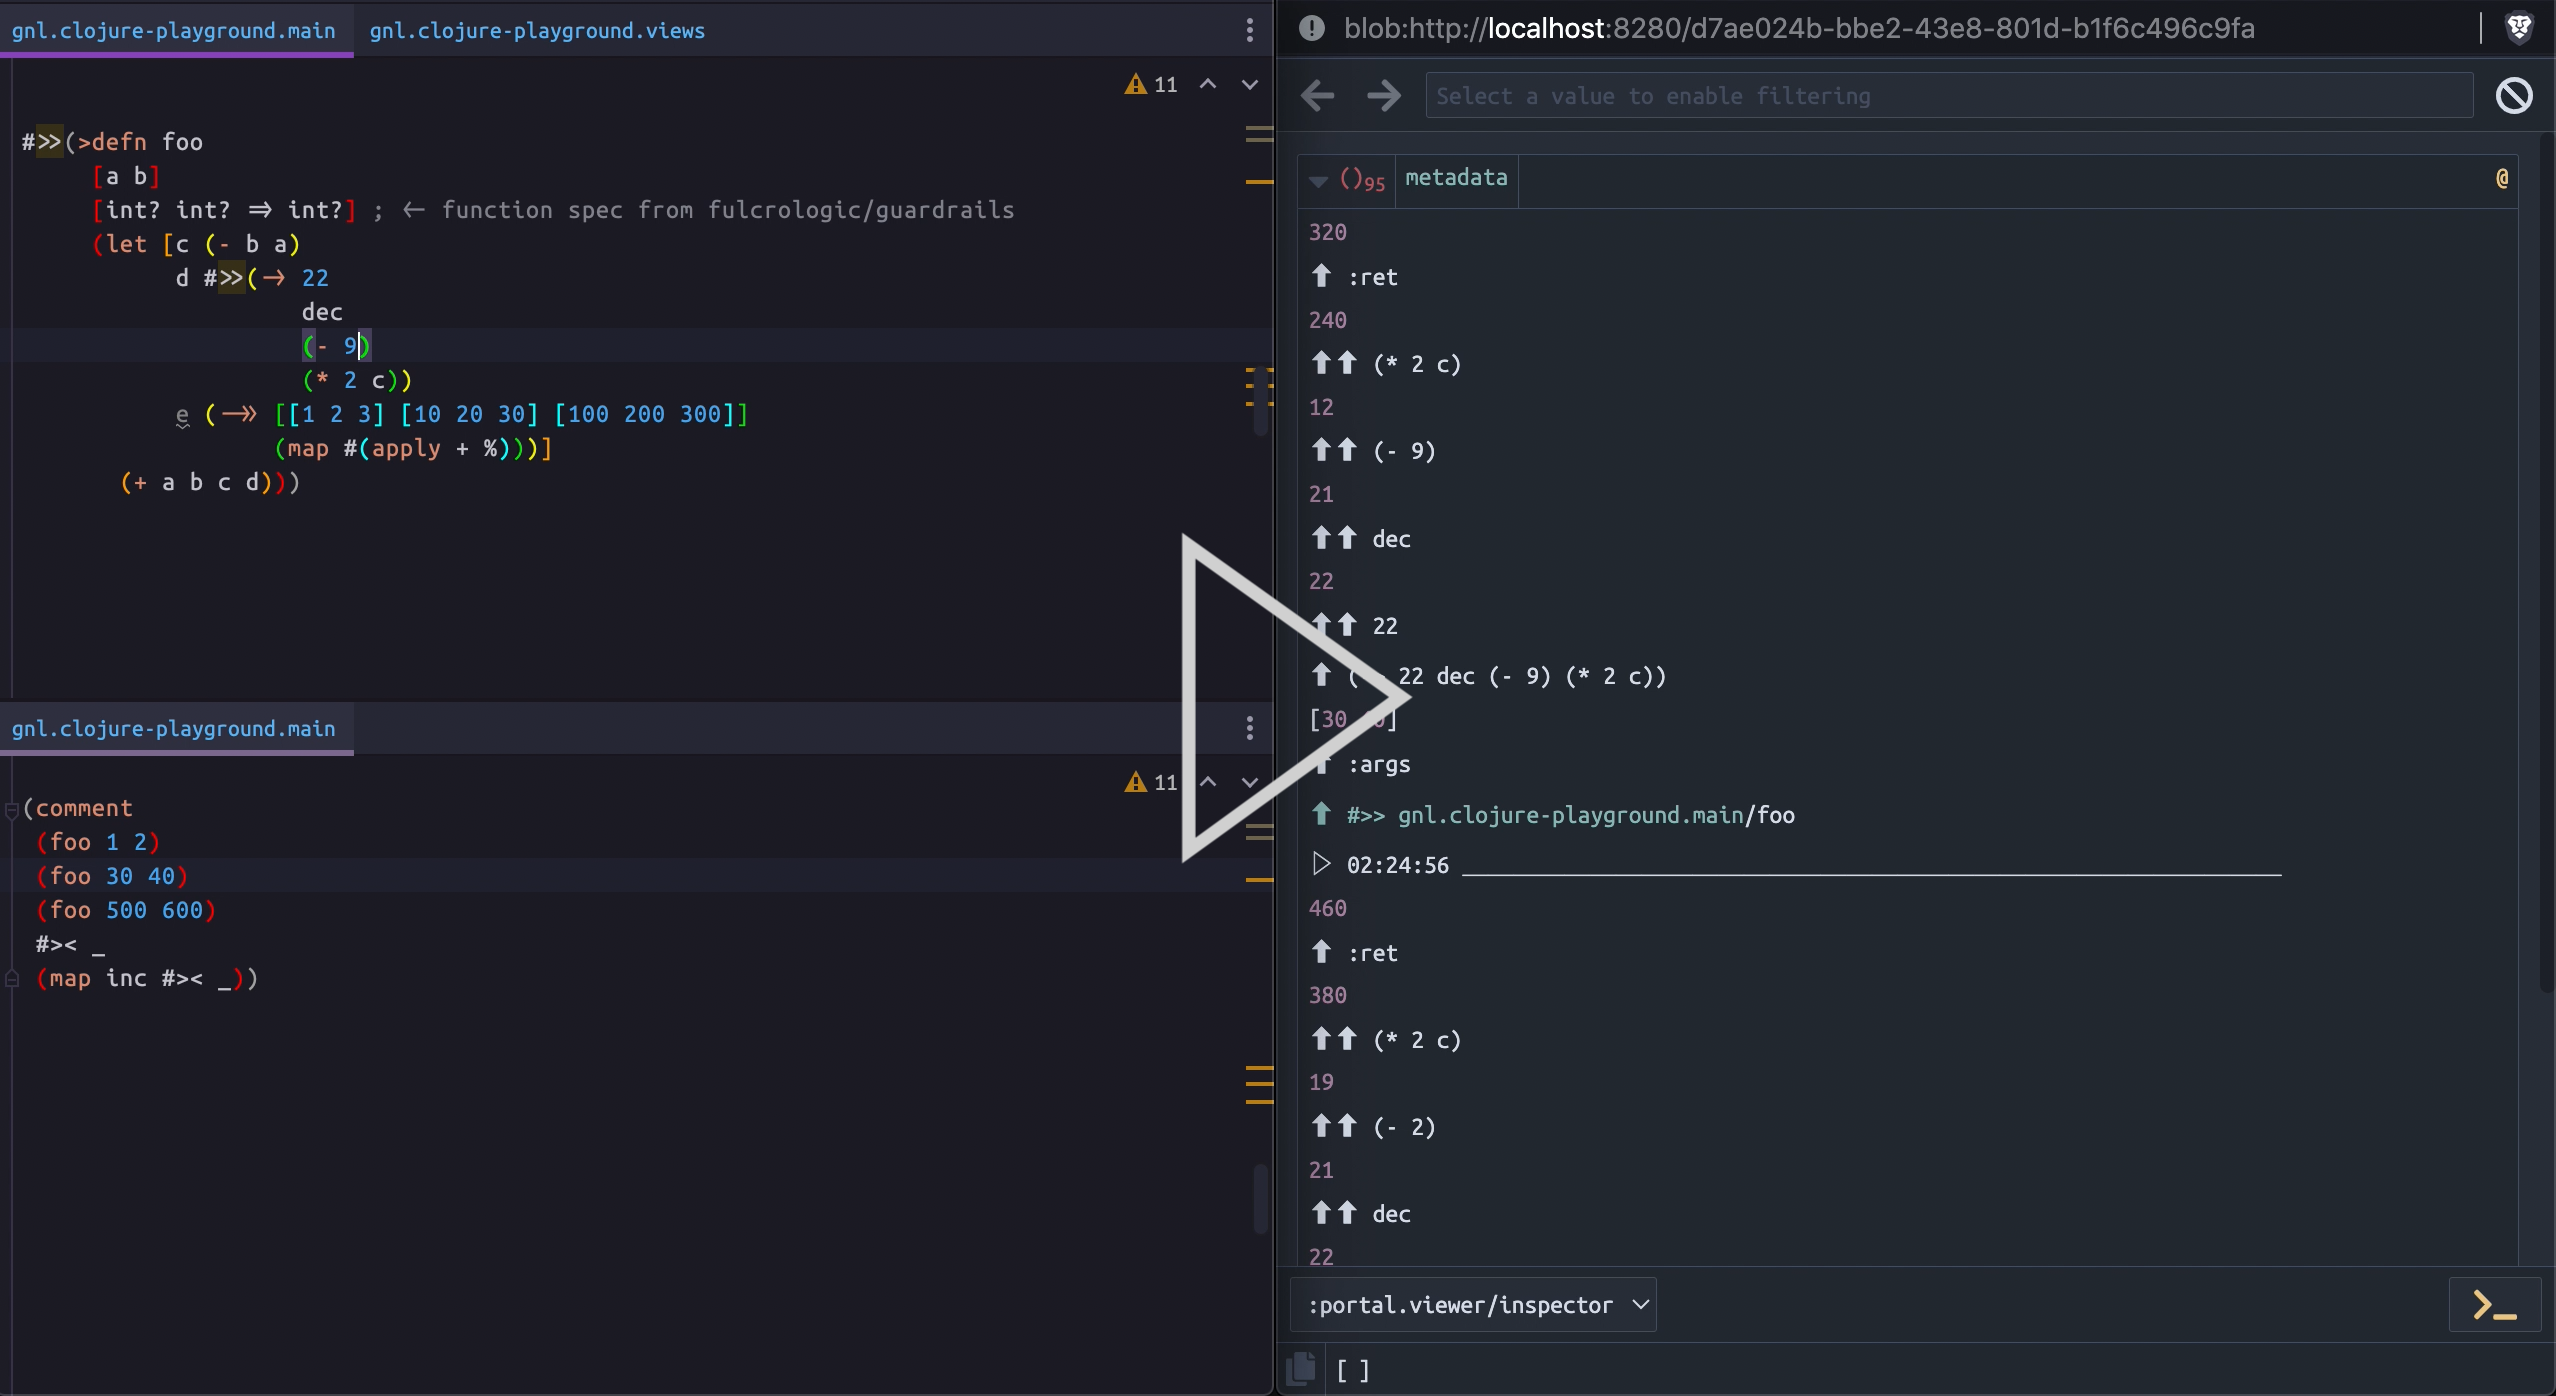 gnl.clojure-playground.main gnl.clojure-playground.views
11
#>>(>defn foo
[a b]
[int? int? => int?] ; <- function spec from fulcrologic/guardrails
(let [c (- b a)
d #>>(-> 22
dec
(- 9)
(* 2 c))
e (->> [[1 2 3] [10 20 30] [100 200 300]]
(map #(apply + %)))]
(+ a b c d)))
gnl.clojure-playground.main
11
(comment
(foo 1 2)
(foo 30 40)
(foo 500 600)
#>< _
(map inc #>< _))
blob:http://localhost:8280/d7ae024b-bbe2-43e8-801d-b1f6c496c9fa
Select a value to enable filtering
()95 metadata @
320
⬆ :ret
240
⬆⬆ (* 2 c)
12
⬆⬆ (- 9)
21
⬆⬆ dec
22
⬆⬆ 22
⬆ ( 22 dec (- 9) (* 2 c))
[30 ]
⬆ :args
⬆ #>> gnl.clojure-playground.main/foo
▷ 02:24:56
460
⬆ :ret
380
⬆⬆ (* 2 c)
19
⬆⬆ (- 2)
21
⬆⬆ dec
22
:portal.viewer/inspector
>_
[ ]